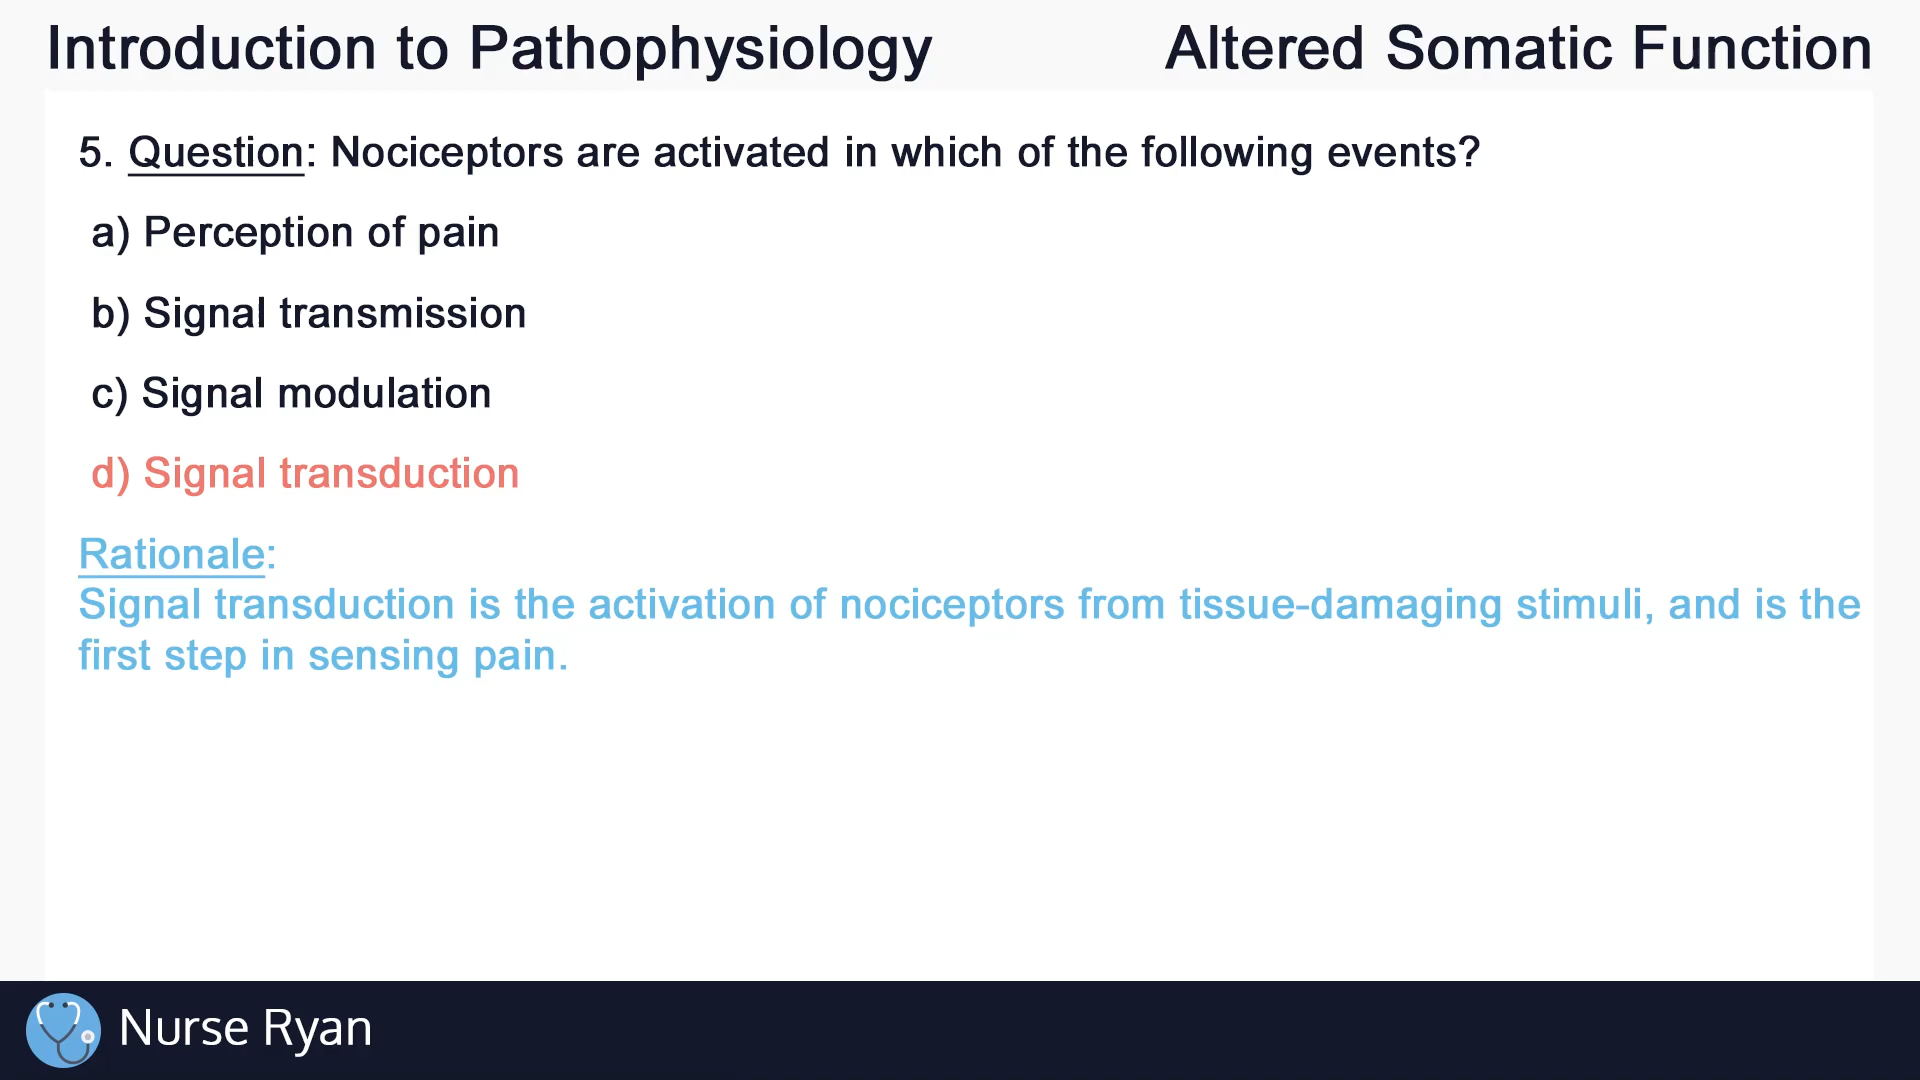 Introduction to Pathophysiology
Altered Somatic Function
5. Question: Nociceptors are activated in which of the following events?
a) Perception of pain
b) Signal transmission
c) Signal modulation
d) Signal transduction
Rationale:
Signal transduction is the activation of nociceptors from tissue-damaging stimuli, and is the
first step in sensing pain.
Nurse Ryan